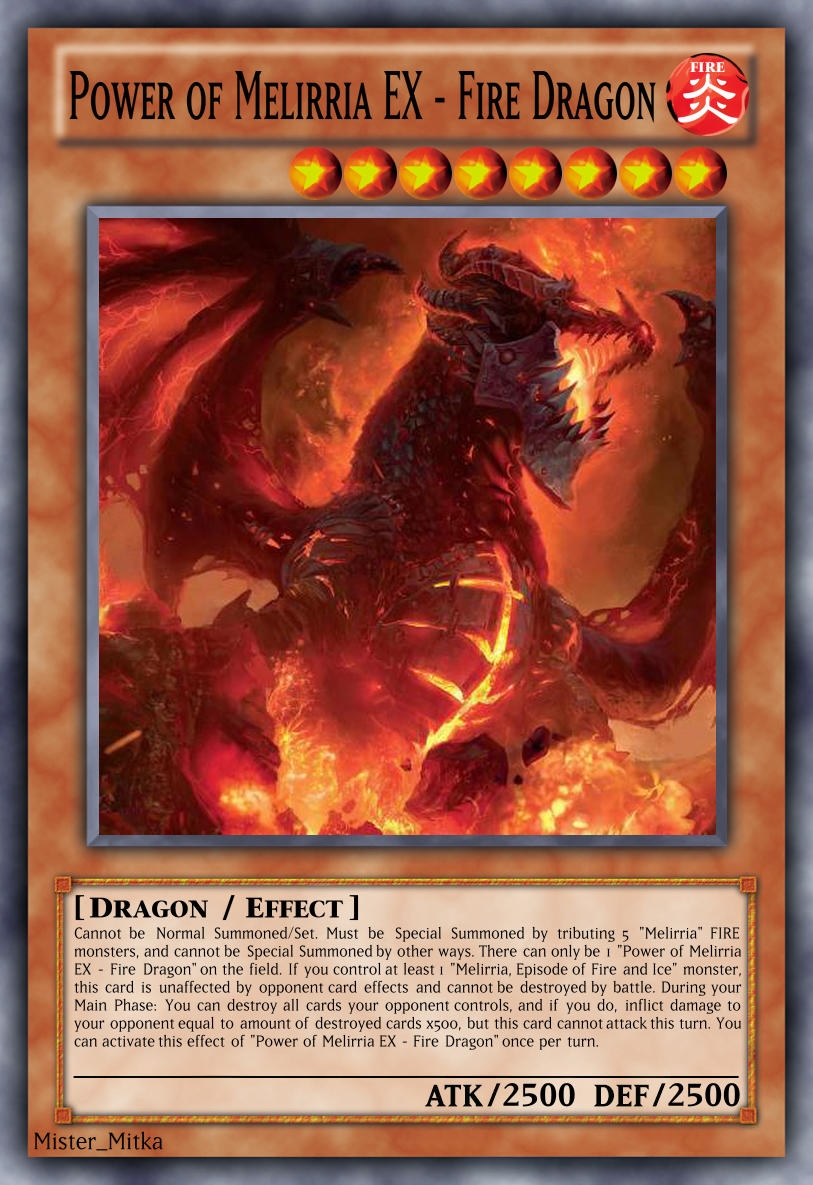 Power of Melirria EX - Fire Dragon
FIRE
炎
[ Dragon / Effect ]
Cannot be Normal Summoned/Set. Must be Special Summoned by tributing 5 "Melirria" FIRE
monsters, and cannot be Special Summoned by other ways. There can only be 1 "Power of Melirria
EX - Fire Dragon" on the field. If you control at least 1 "Melirria, Episode of Fire and Ice" monster,
this card is unaffected by opponent card effects and cannot be destroyed by battle. During your
Main Phase: You can destroy all cards your opponent controls, and if you do, inflict damage to
your opponent equal to amount of destroyed cards x500, but this card cannot attack this turn. You
can activate this effect of "Power of Melirria EX - Fire Dragon" once per turn.
ATK/2500 DEF/2500
Mister_Mitka